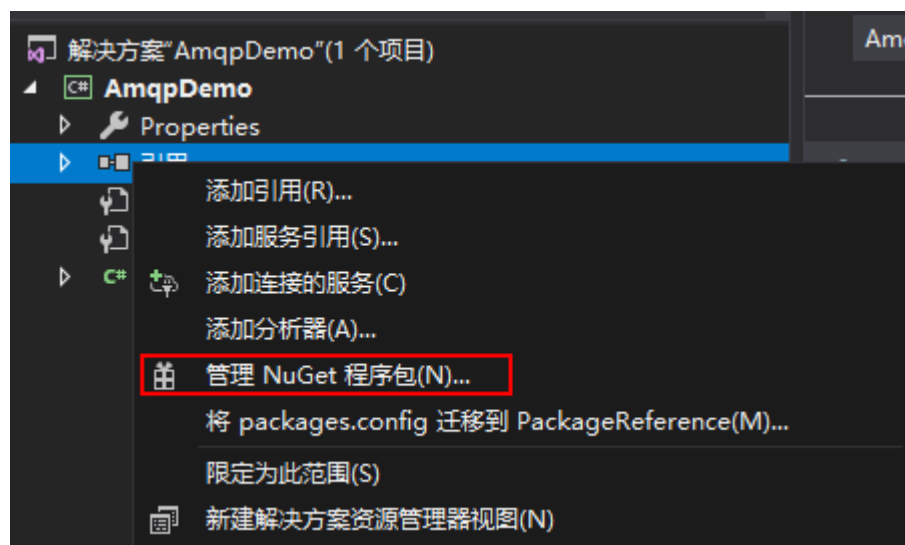 解决方案"AmqpDemo"(1 个项目)
C# AmqpDemo
Properties
引用
添加引用(R)...
添加服务引用(S)...
C#
添加连接的服务(C)
添加分析器(A)...
管理 NuGet 程序包(N)...
将 packages.config 迁移到 PackageReference(M)...
限定为此范围(S)
新建解决方案资源管理器视图(N)
Am